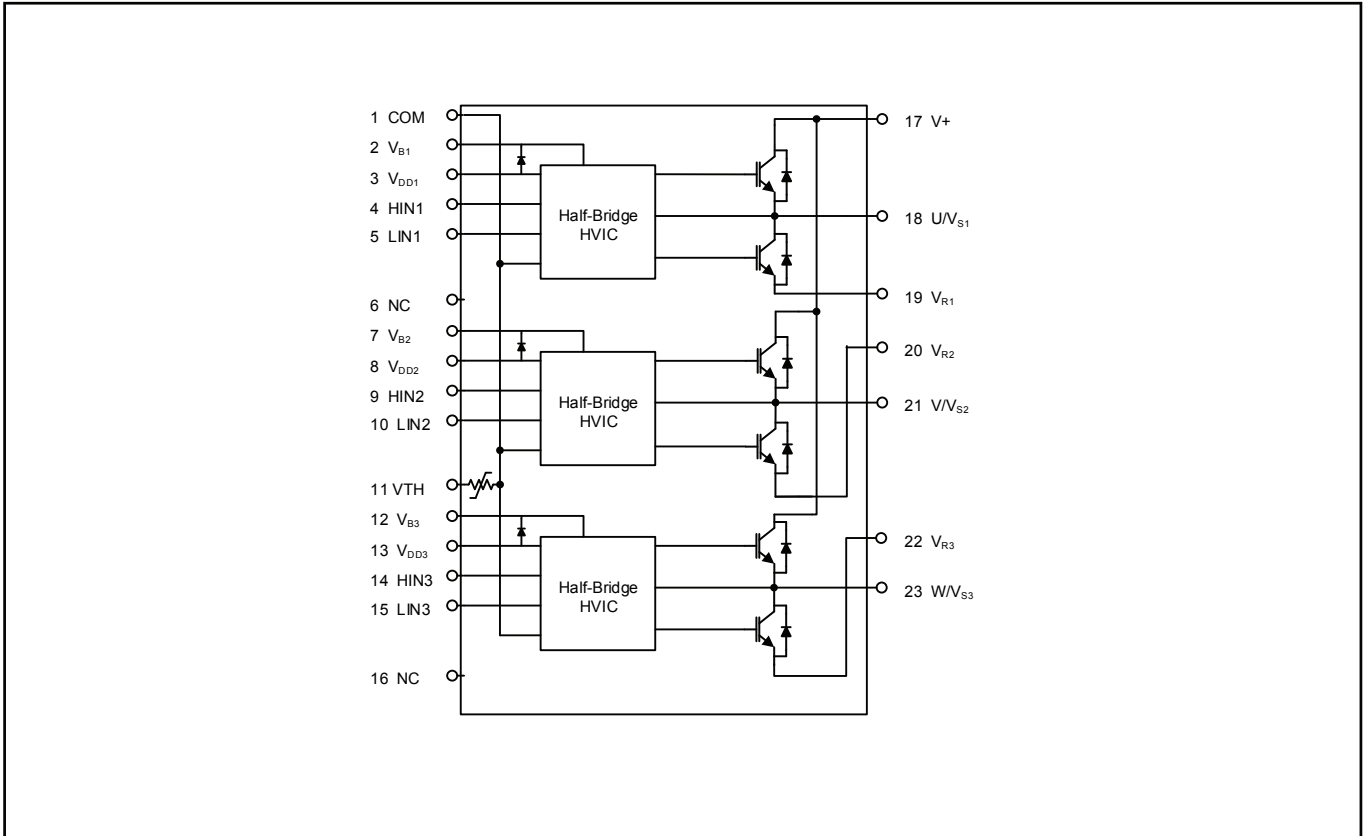 1 COM
2 VB1
3 VDD1
4 HIN1
5 LIN1
6 NC
7 VB2
8 VDD2
9 HIN2
10 LIN2
11 VTH
12 VB3
13 VDD3
14 HIN3
15 LIN3
16 NC
Half-Bridge
HVIC
Half-Bridge
HVIC
Half-Bridge
HVIC
17 V+
18 U/VS1
19 VR1
20 VR2
21 V/VS2
22 VR3
23 W/VS3